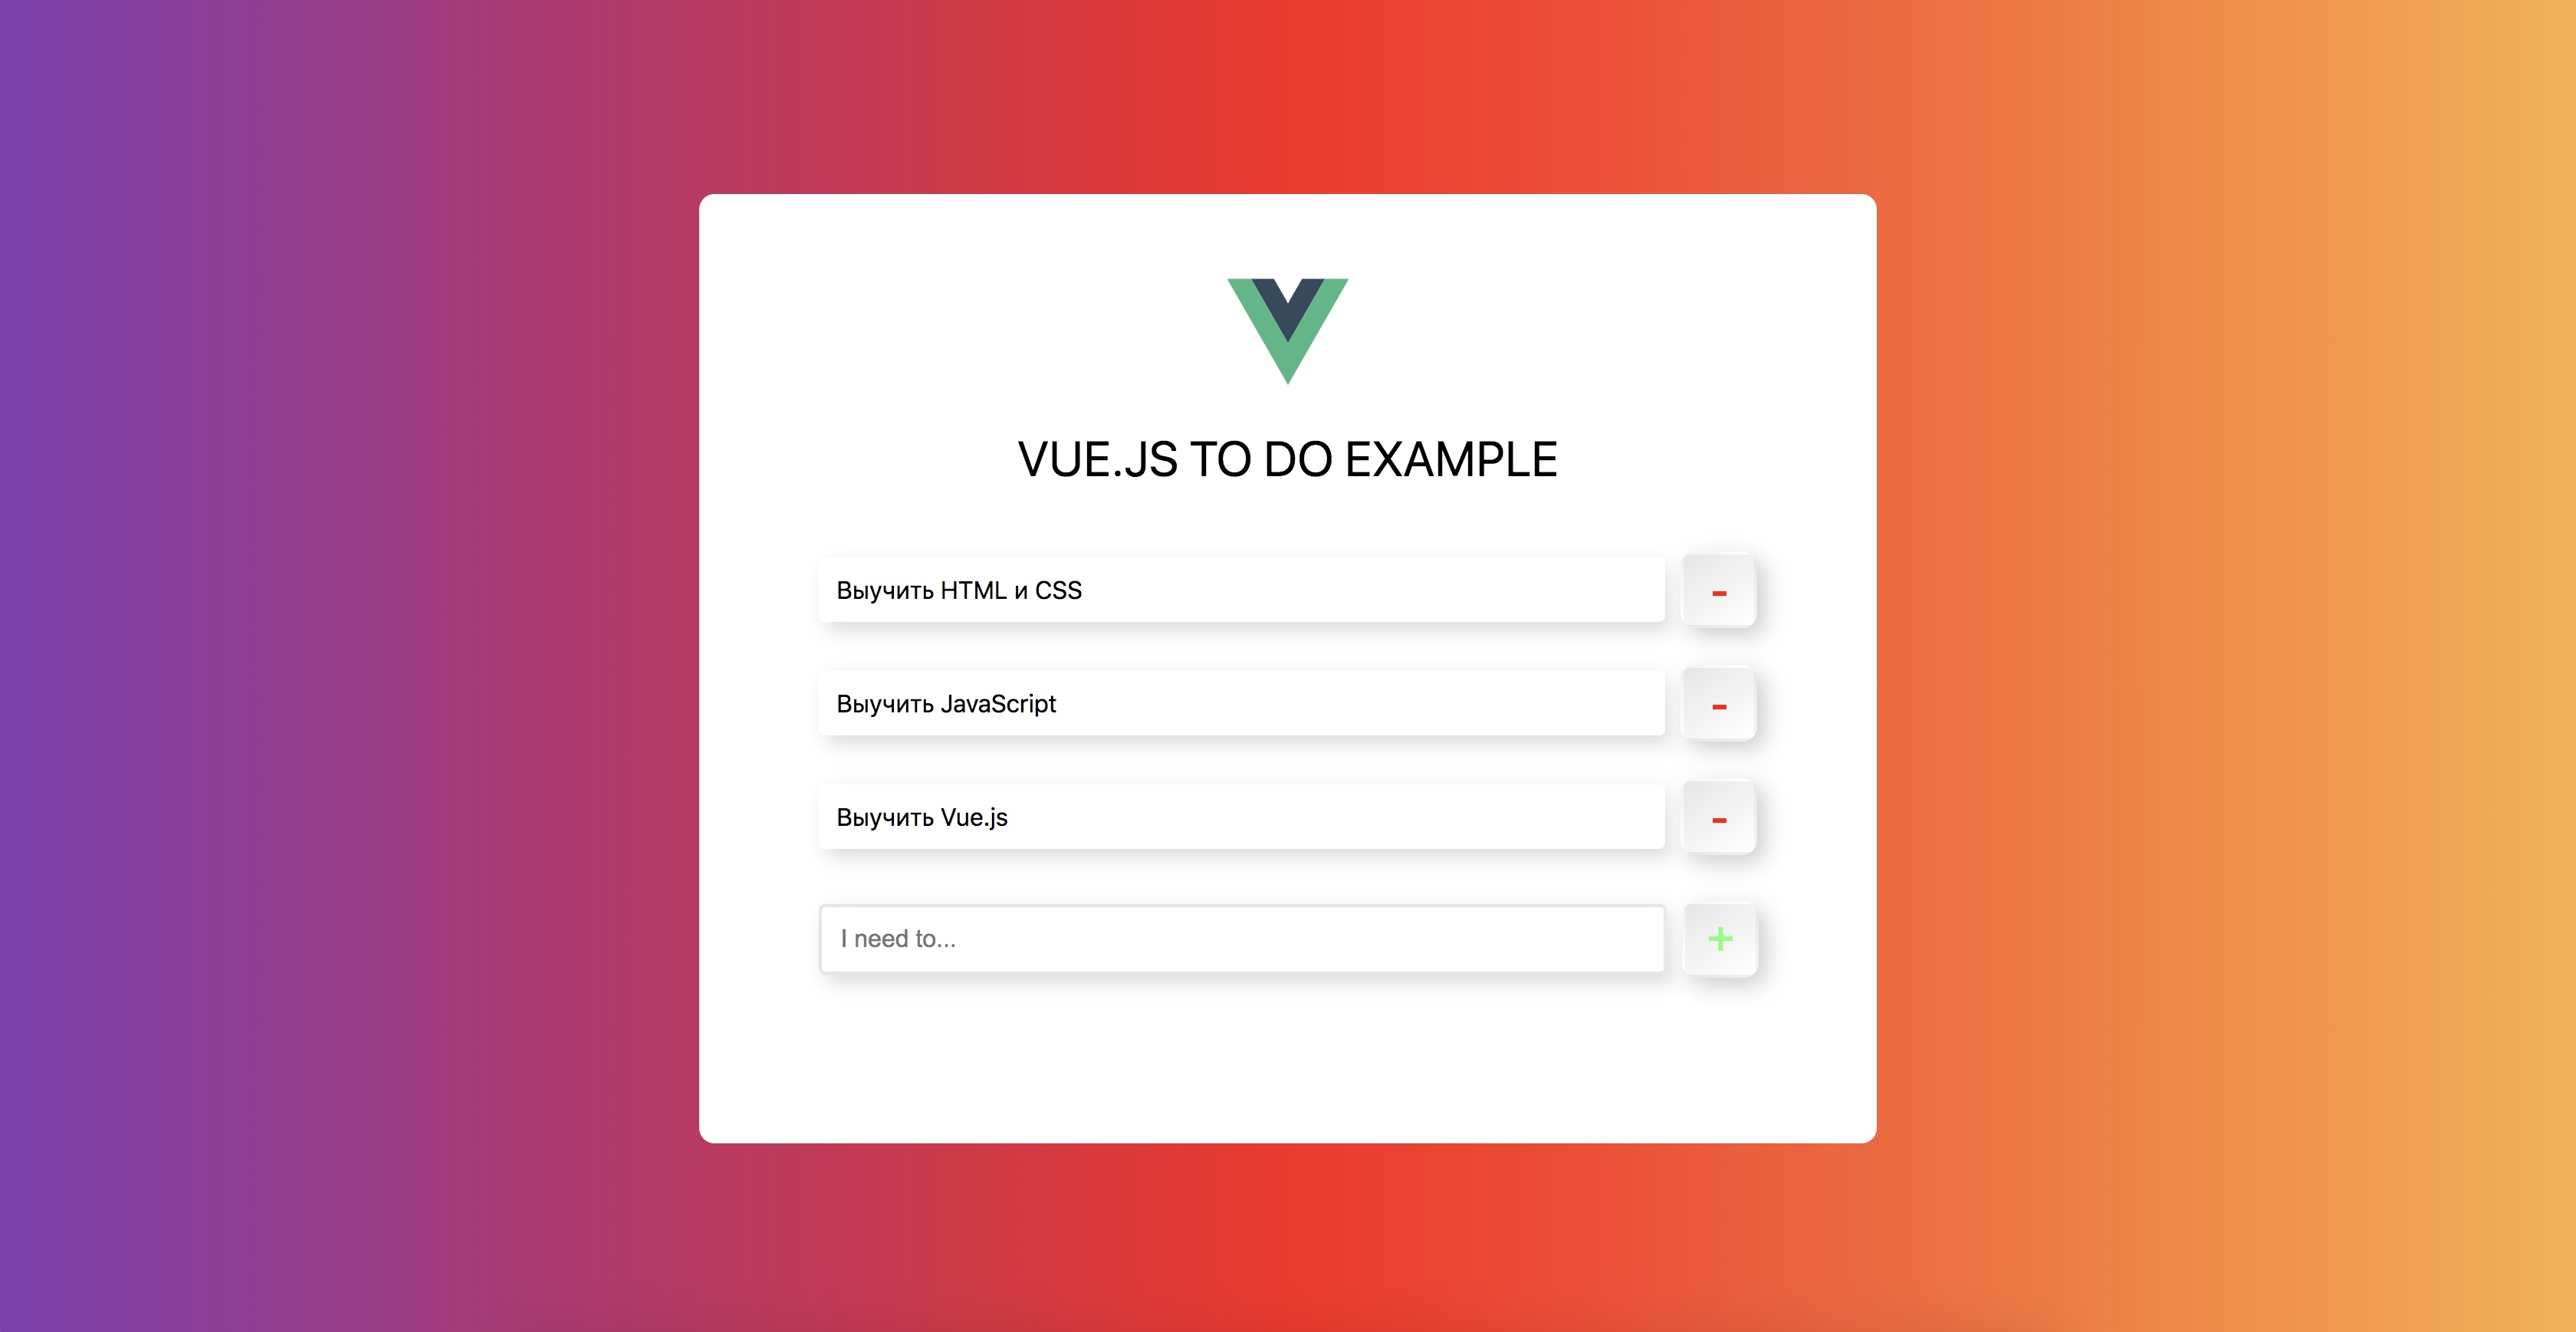 VUE.JS TO DO EXAMPLE
Выучить HTML и CSS
-
Выучить JavaScript
-
Выучить Vue.js
-
I need to...
+